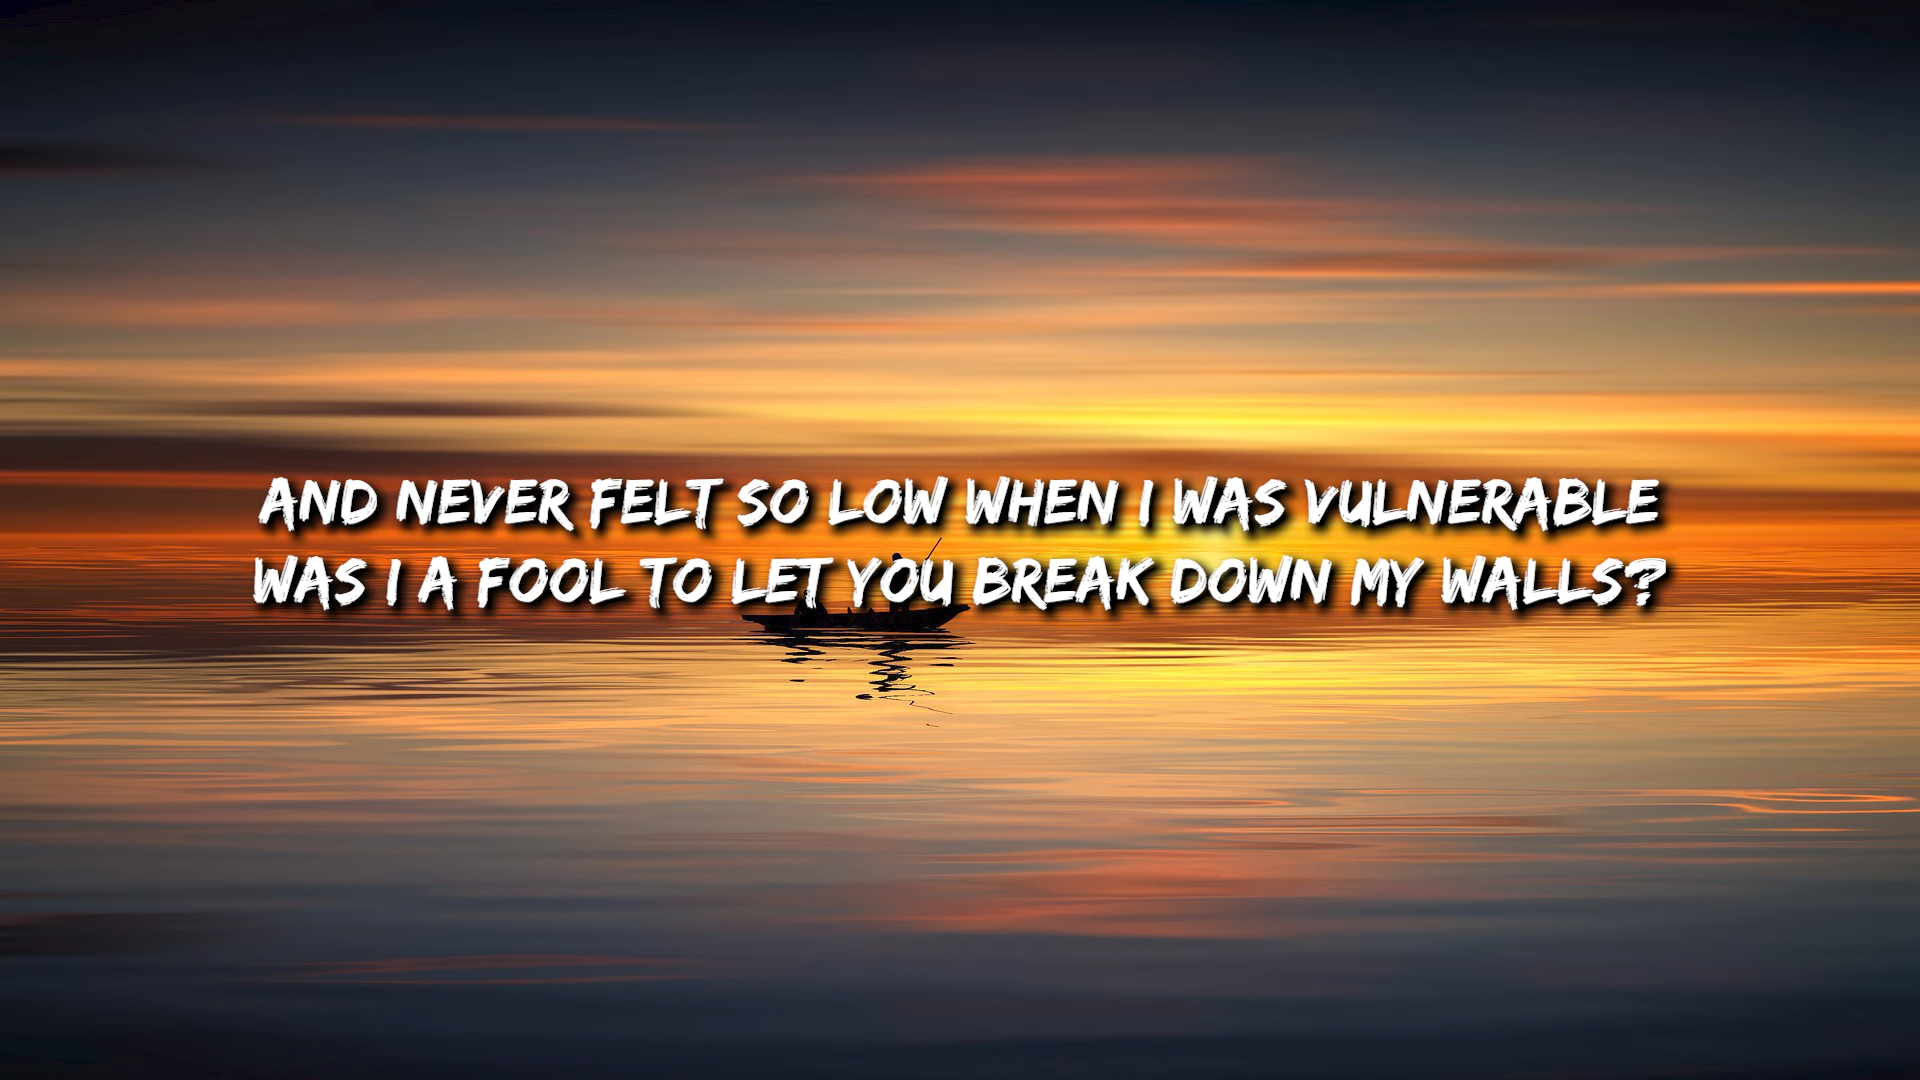 AND NEVER FELT SO LOW WHEN I WAS VULNERABLE
WAS I A FOOL TO LET YOU BREAK DOWN MY WALLS?